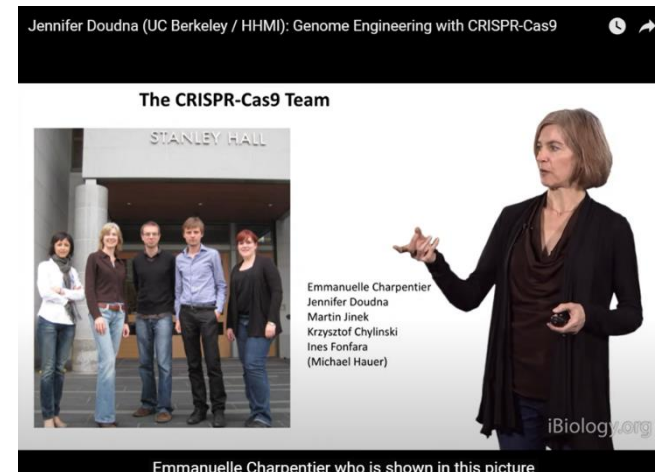 Jennifer Doudna (UC Berkeley / HHMI): Genome Engineering with CRISPR-Cas9
The CRISPR-Cas9 Team
STANLEY HALL
Emmanuelle Charpentier
Jennifer Doudna
Martin Jinek
Krzysztof Chylinski
Ines Fonfara
(Michael Hauer)
iBiology.org
Emmanuelle Charpentier who is shown in this picture